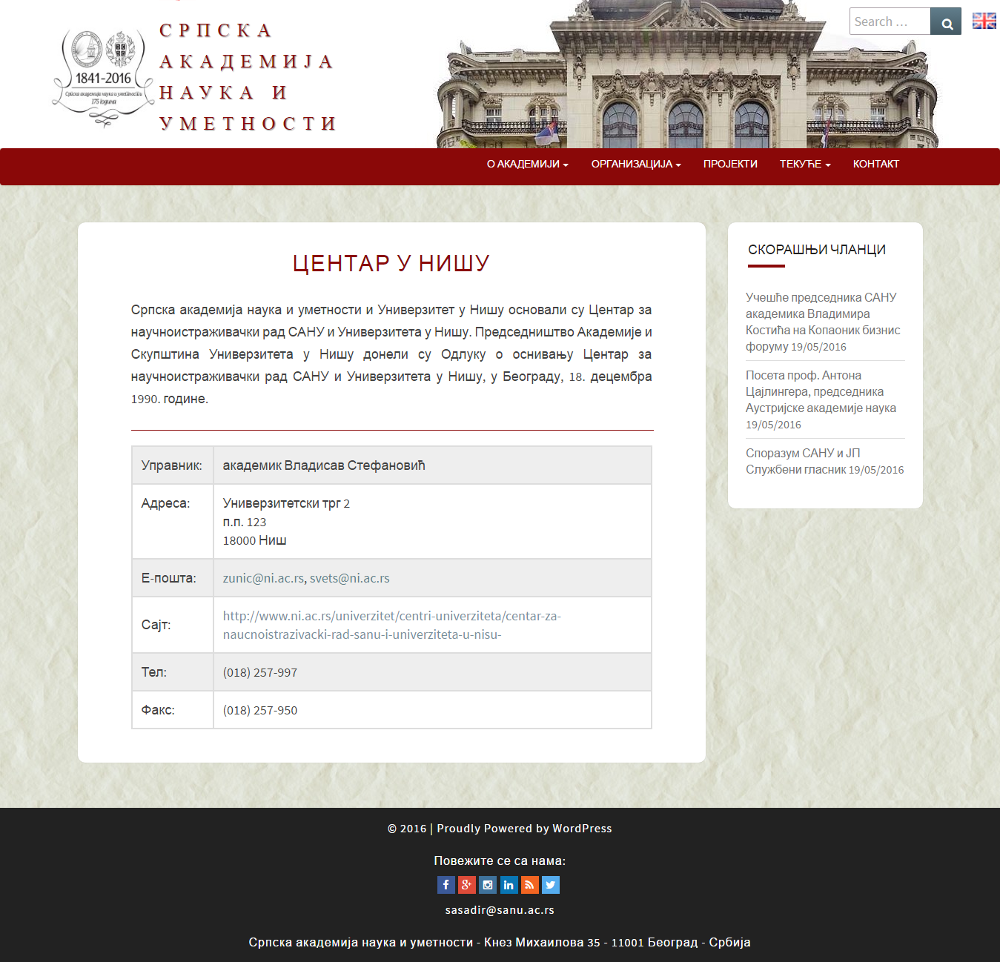 1841-2016
Српска академија наука и уметности
175 година
СРПСКА
АКАДЕМИЈА
НАУКА И
УМЕТНОСТИ
Search ...
О АКАДЕМИЈИ ОРГАНИЗАЦИЈА ПРОЈЕКТИ ТЕКУЋЕ КОНТАКТ
ЦЕНТАР У НИШУ
Српска академија наука и уметности и Универзитет у Нишу основали су Центар за
научноистраживачки рад САНУ и Универзитета у Нишу. Председништво Академије и
Скупштина Универзитета у Нишу донели су Одлуку о оснивању Центар за
научноистраживачки рад САНУ и Универзитета у Нишу, у Београду, 18. децембра
1990. године.
Управник: академик Владисав Стефановић
Адреса: Универзитетски трг 2
п.п. 123
18000 Ниш
Е-пошта: zunic@ni.ac.rs, svets@ni.ac.rs
Сајт: http://www.ni.ac.rs/univerzitet/centri-univerziteta/centar-za-
naucnoistrazivacki-rad-sanu-i-univerziteta-u-nisu-
Тел: (018) 257-997
Факс: (018) 257-950
СКОРАШЊИ ЧЛАНЦИ
Учешће председника САНУ
академика Владимира
Костића на Копаоник бизнис
форуму 19/05/2016
Посета проф. Антона
Цајлингера, председника
Аустријске академије наука
19/05/2016
Споразум САНУ и ЈП
Службени гласник 19/05/2016
© 2016 | Proudly Powered by WordPress
Повежите се са нама:
sasadir@sanu.ac.rs
Српска академија наука и уметности - Кнез Михаилова 35 - 11001 Београд - Србија